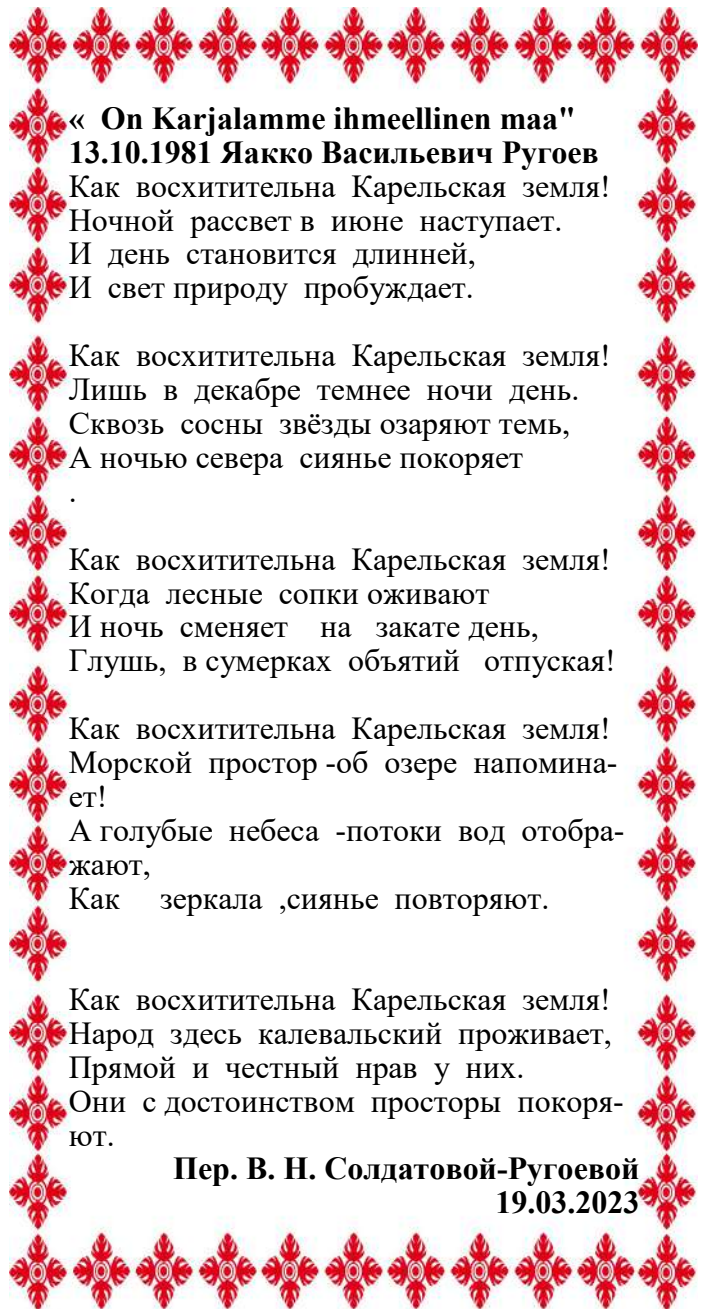 « On Karjalamme ihmeellinen maa"
13.10.1981 Яакко Васильевич Ругоев
Как восхитительна Карельская земля!
Ночной рассвет в июне наступает.
И день становится длинней,
И свет природу пробуждает.
Как восхитительна Карельская земля!
Лишь в декабре темнее ночи день.
Сквозь сосны звёзды озаряют темь,
А ночью севера сиянье покоряет
.
Как восхитительна Карельская земля!
Когда лесные сопки оживают
И ночь сменяет на закате день,
Глушь, в сумерках объятий отпуская!
Как восхитительна Карельская земля!
Морской простор -об озере напомина-
ет!
А голубые небеса -потоки вод отобра-
жают,
Как зеркала ,сиянье повторяют.
Как восхитительна Карельская земля!
Народ здесь калевальский проживает,
Прямой и честный нрав у них.
Они с достоинством просторы покоря-
ют.
Пер. В. Н. Солдатовой-Ругоевой
19.03.2023